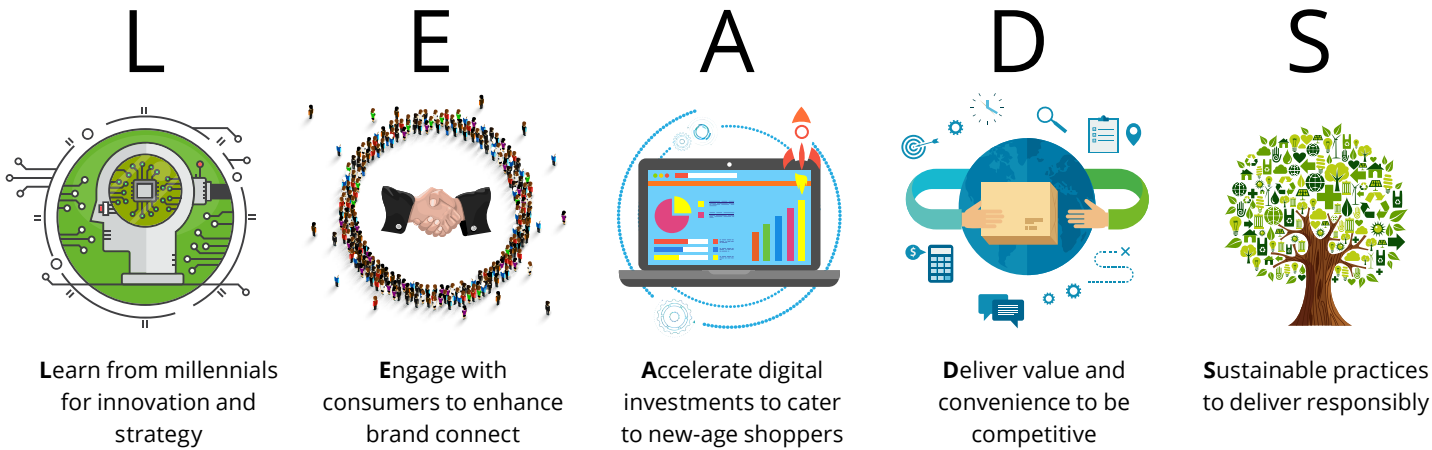 L
E
A
D
S
Learn from millennials
for innovation and
strategy
Engage with
consumers to enhance
brand connect
Accelerate digital
investments to cater
to new-age shoppers
Deliver value and
convenience to be
competitive
Sustainable practices
to deliver responsibly